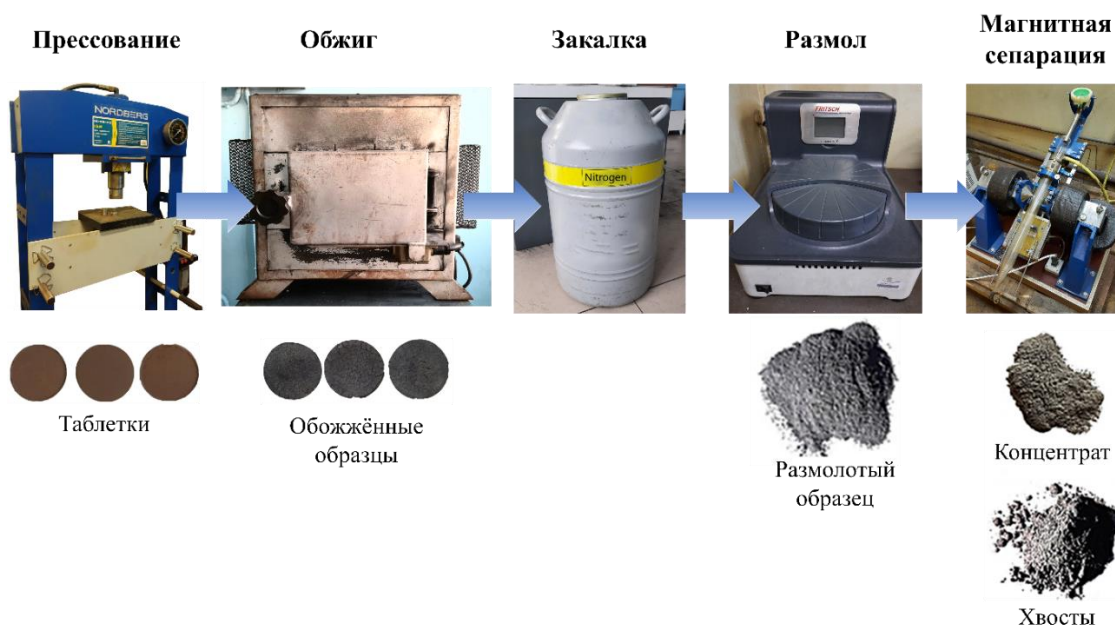 Прессование
Обжиг
Закалка
Размол
Магнитная
сепарация
NORDBERG
Nitrogen
FRITSCH
Таблетки
Обожжённые
образцы
Размолотый
образец
Концентрат
Хвосты